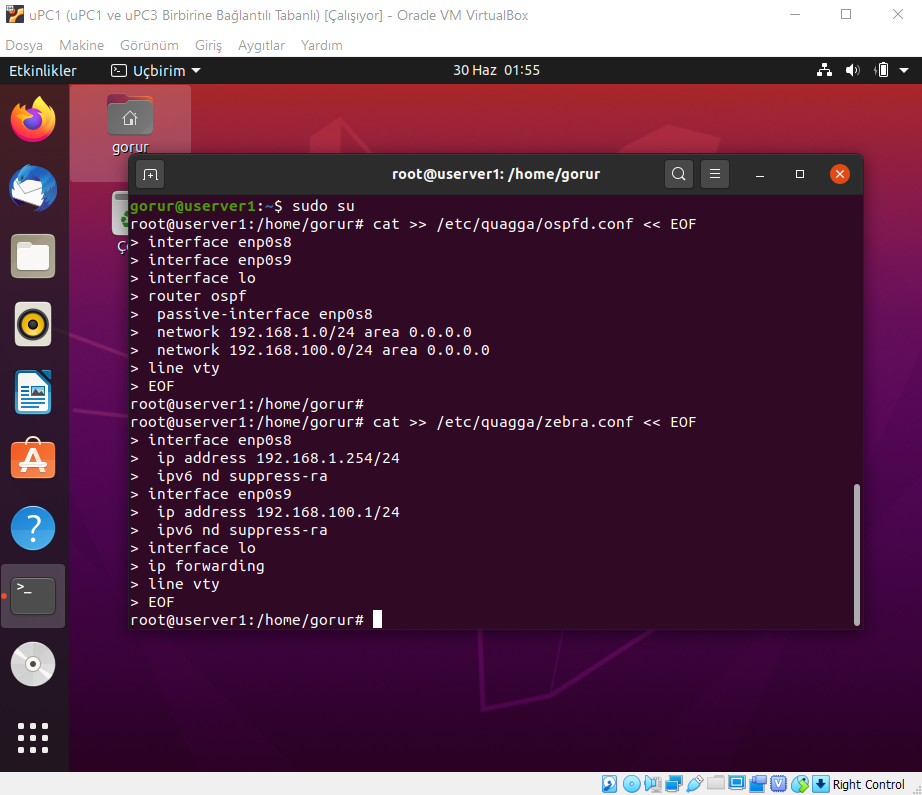 uPC1 (uPC1 ve uPC3 Birbirine Bağlantılı Tabanlı) [Çalışıyor] - Oracle VM VirtualBox
Dosya Makine Görünüm Giriş Aygıtlar Yardım
Etkinlikler Uçbirim 30 Haz 01:55
gorur
root@userver1: /home/gorur
gorur@userver1:~$ sudo su
root@userver1:/home/gorur# cat >> /etc/quagga/ospfd.conf << EOF
> interface enp0s8
> interface enp0s9
> interface lo
> router ospf
>  passive-interface enp0s8
>  network 192.168.1.0/24 area 0.0.0.0
>  network 192.168.100.0/24 area 0.0.0.0
> line vty
> EOF
root@userver1:/home/gorur#
root@userver1:/home/gorur# cat >> /etc/quagga/zebra.conf << EOF
> interface enp0s8
>  ip address 192.168.1.254/24
>  ipv6 nd suppress-ra
> interface enp0s9
>  ip address 192.168.100.1/24
>  ipv6 nd suppress-ra
> interface lo
> ip forwarding
> line vty
> EOF
root@userver1:/home/gorur#
Right Control